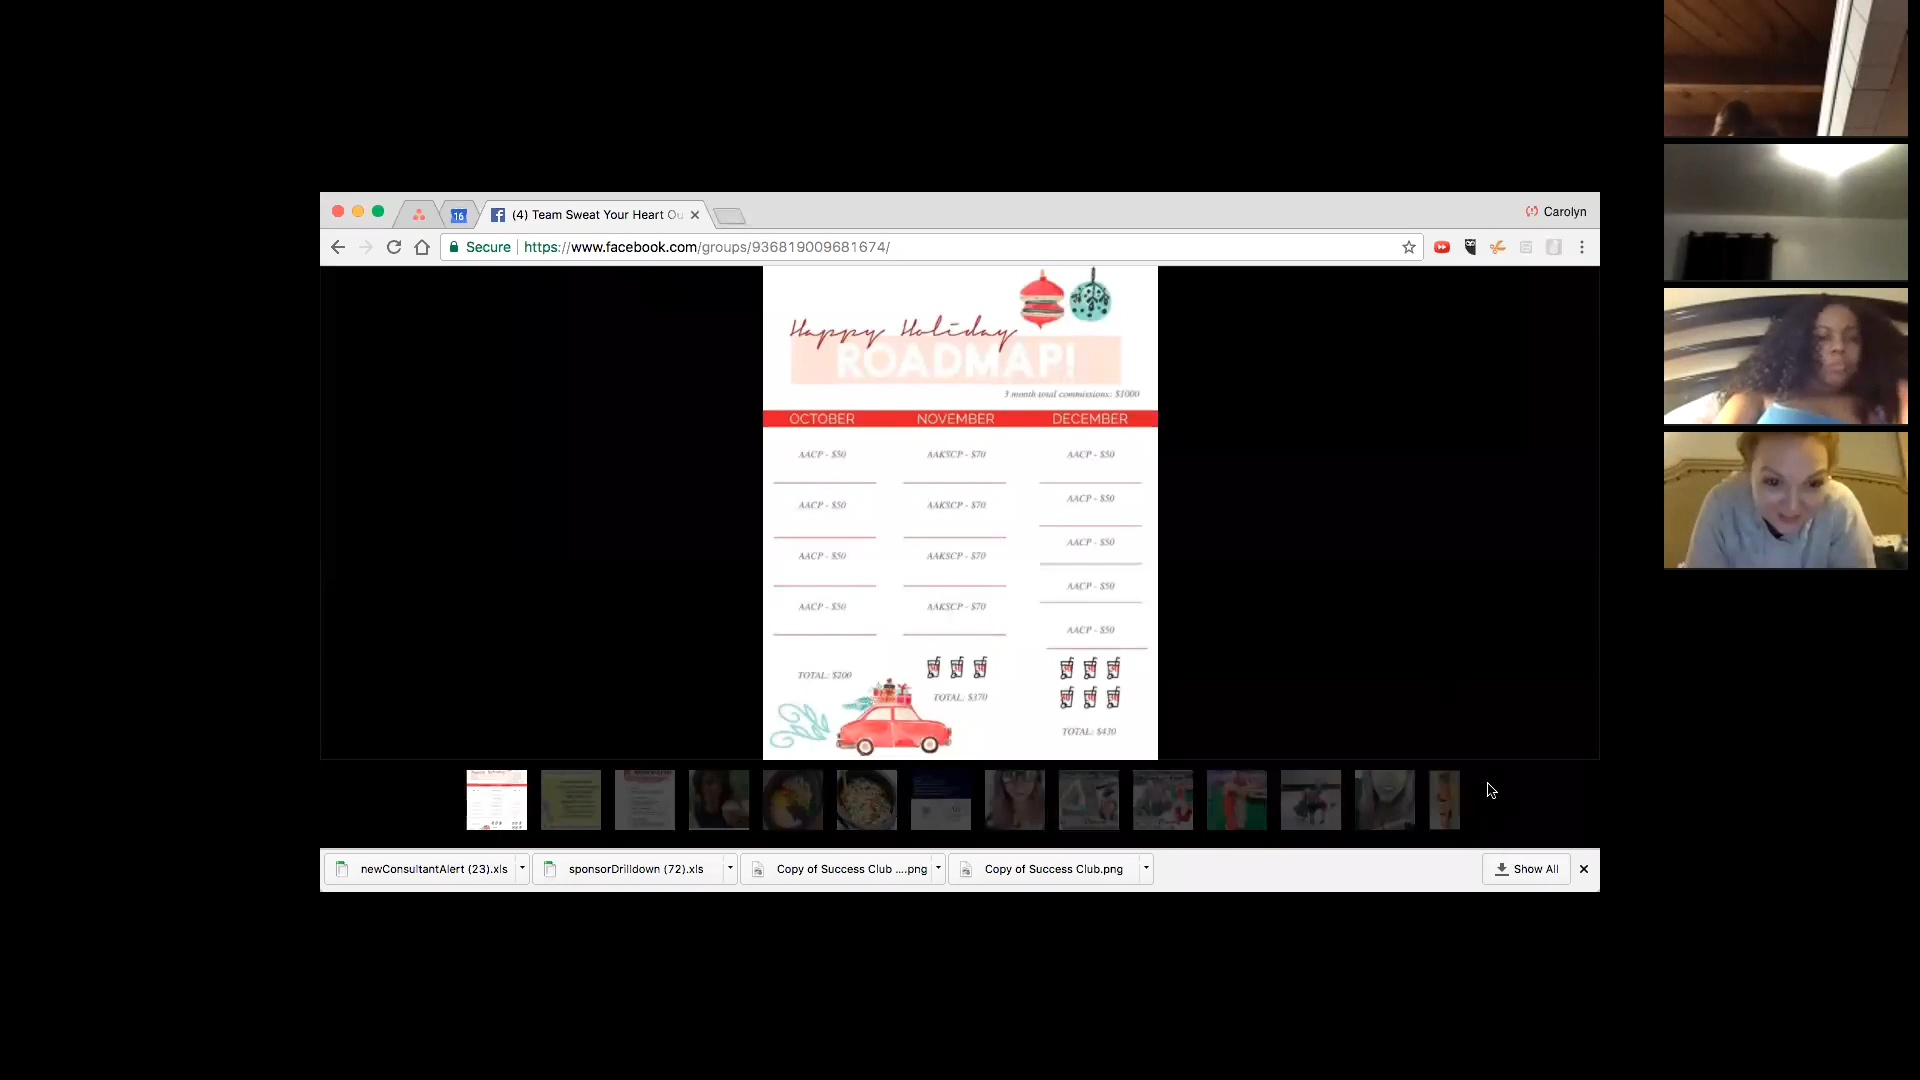 16
(4) Team Sweat Your Heart Ou
Carolyn
Secure
https://www.facebook.com/groups/936819009681674/
Happy Holiday
ROADMAP!
3 month total commissions: $1000
OCTOBER NOVEMBER DECEMBER
AACP - $50 AAKSCP - $70 AACP - $50
AACP - $50 AAKSCP - $70 AACP - $50
AACP - $50 AAKSCP - $70 AACP - $50
AACP - $50 AAKSCP - $70 AACP - $50
AACP - $50
TOTAL: $200
TOTAL: $370
TOTAL: $430
newConsultantAlert (23).xls
sponsorDrilldown (72).xls
Copy of Success Club ....png
Copy of Success Club.png
Show All